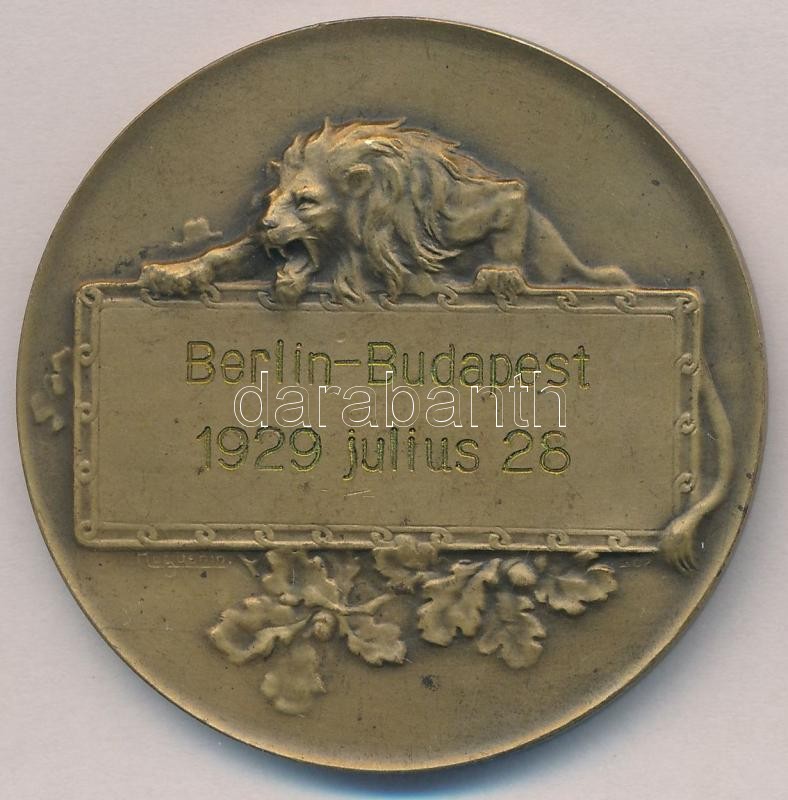 Berlin-Budapest
darabanth
1929 julius 28